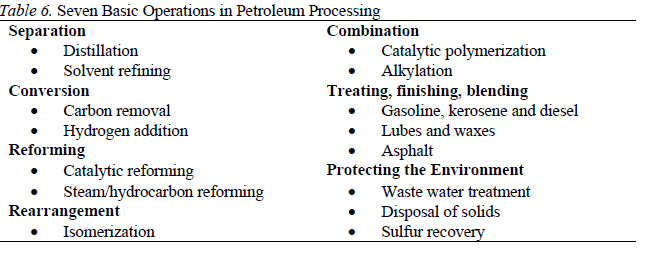 Table 6. Seven Basic Operations in Petroleum Processing
Separation
• Distillation
• Solvent refining
Conversion
• Carbon removal
• Hydrogen addition
Reforming
• Catalytic reforming
• Steam/hydrocarbon reforming
Rearrangement
• Isomerization
Combination
• Catalytic polymerization
• Alkylation
Treating, finishing, blending
• Gasoline, kerosene and diesel
• Lubes and waxes
• Asphalt
Protecting the Environment
• Waste water treatment
• Disposal of solids
• Sulfur recovery